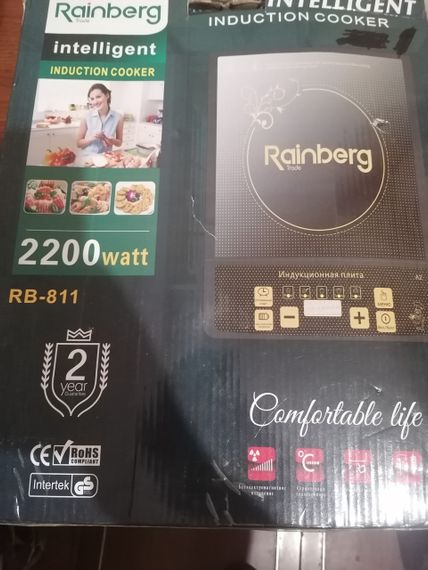 Rainberg
Trade
intelligent
INDUCTION COOKER
INTELLIGENT
INDUCTION COOKER
Rainberg
Trade
2200watt
RB-811
Индукционная плита
МЕНЮ
2
year
Guarantee
Comfortable life
CE
RoHS
COMPLIANT
Intertek
GS
°C